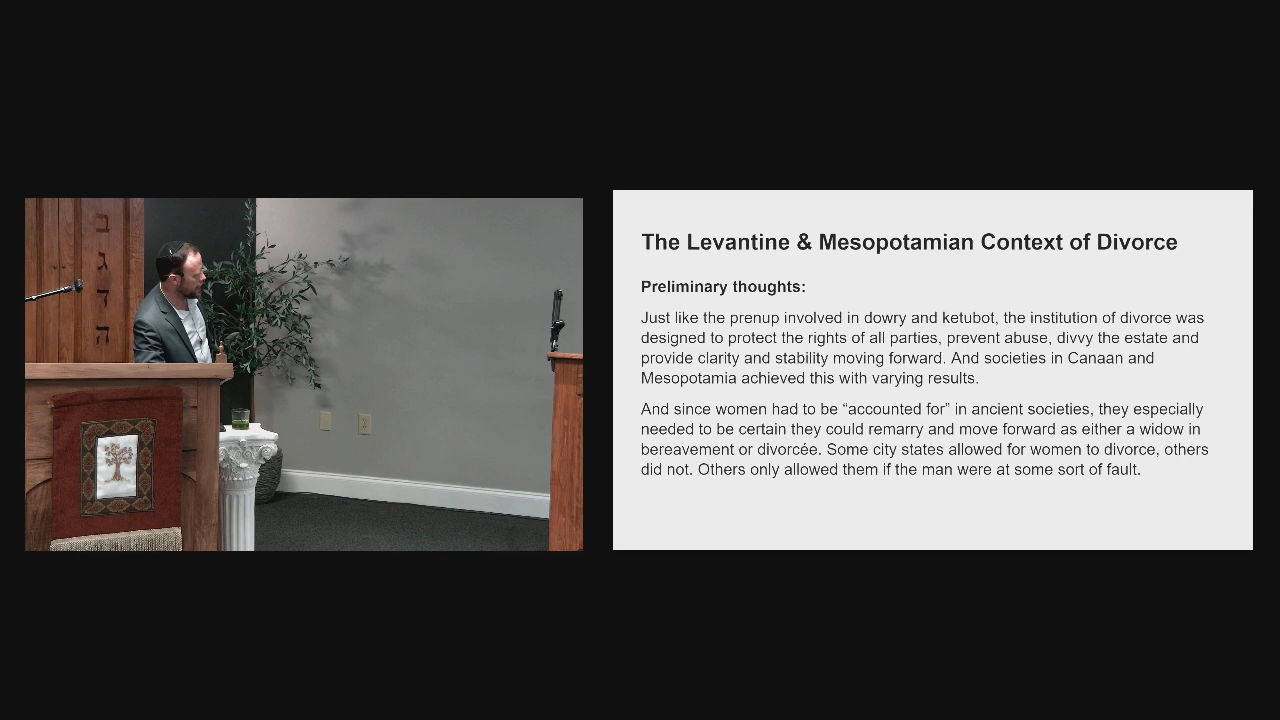 The Levantine & Mesopotamian Context of Divorce
Preliminary thoughts:
Just like the prenup involved in dowry and ketubot, the institution of divorce was
designed to protect the rights of all parties, prevent abuse, divvy the estate and
provide clarity and stability moving forward. And societies in Canaan and
Mesopotamia achieved this with varying results.
And since women had to be “accounted for” in ancient societies, they especially
needed to be certain they could remarry and move forward as either a widow in
bereavement or divorcée. Some city states allowed for women to divorce, others
did not. Others only allowed them if the man were at some sort of fault.